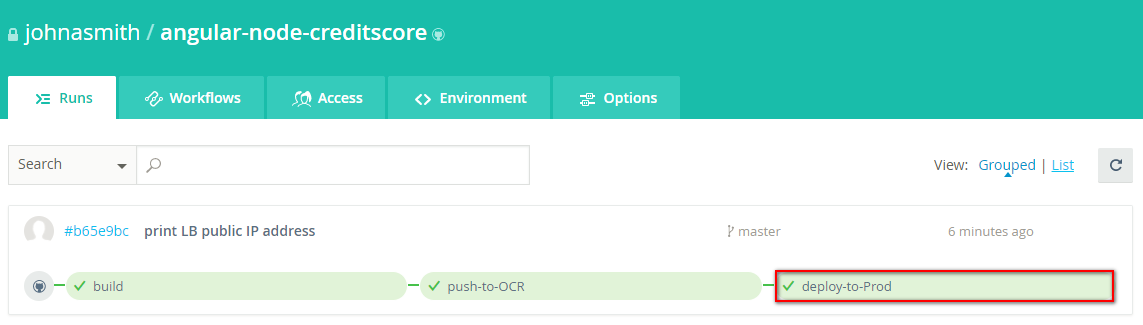 johnasmith / angular-node-creditscore
Runs Workflows Access Environment Options
Search View: Grouped | List
#b65e9bc print LB public IP address master 6 minutes ago
build push-to-OCR deploy-to-Prod